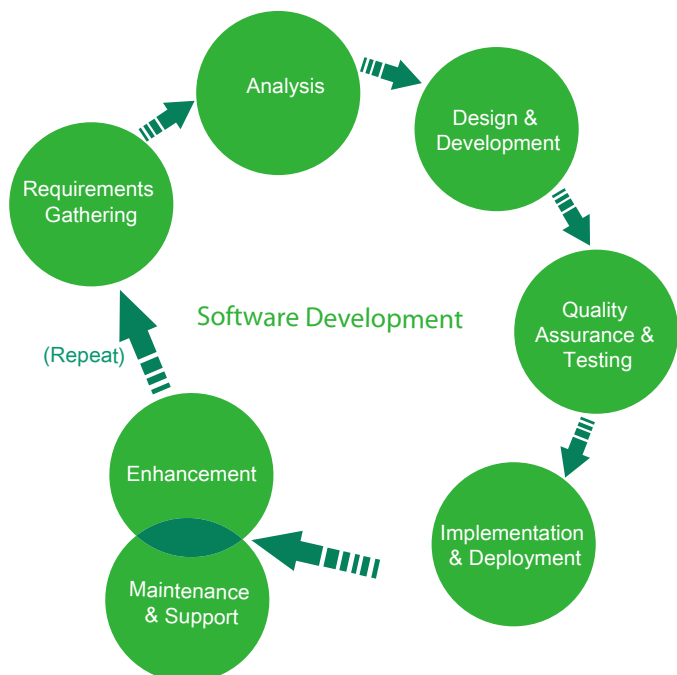 Analysis
Design &
Development
Requirements
Gathering
Software Development
Quality
Assurance &
Testing
(Repeat)
Enhancement
Implementation
& Deployment
Maintenance
& Support